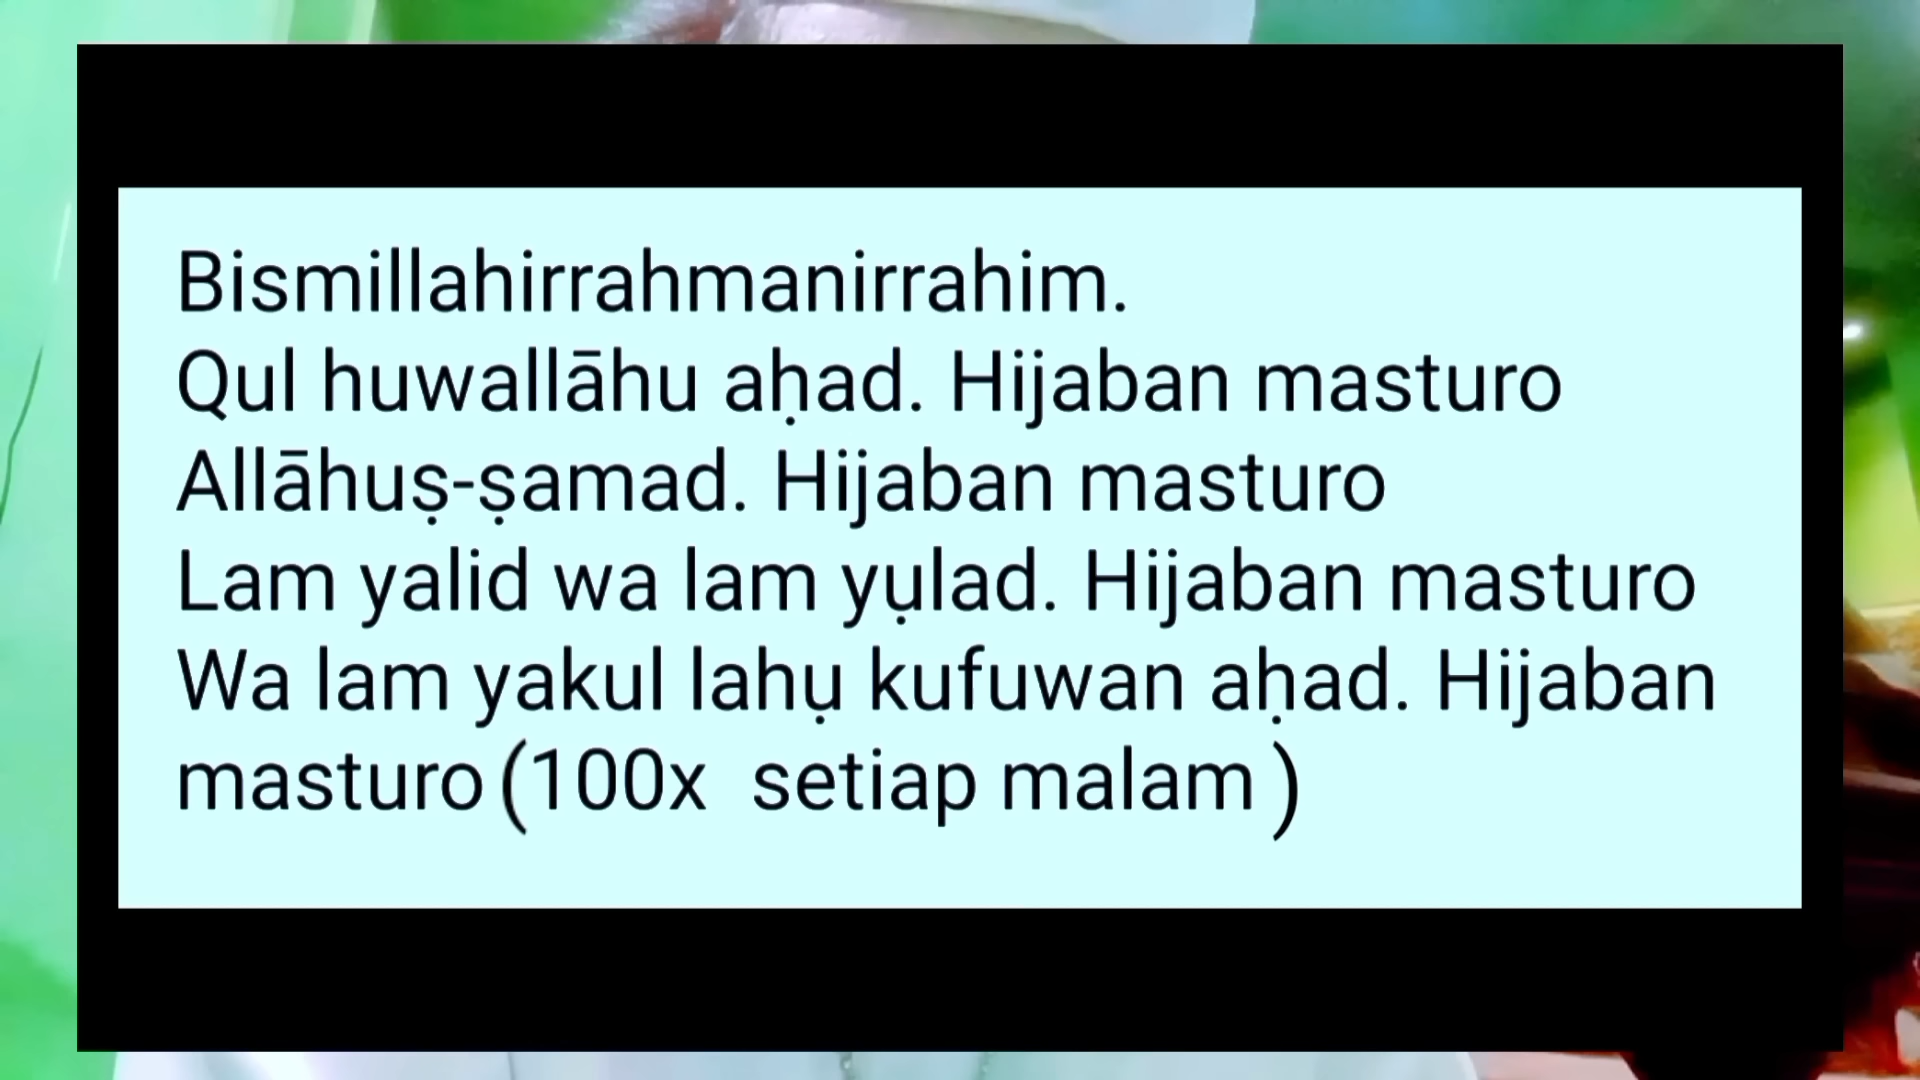 Bismillahirrahmanirrahim.
Qul huwallāhu aḥad. Hijaban masturo
Allāhuṣ-ṣamad. Hijaban masturo
Lam yalid wa lam yụlad. Hijaban masturo
Wa lam yakul lahụ kufuwan aḥad. Hijaban
masturo (100x setiap malam )